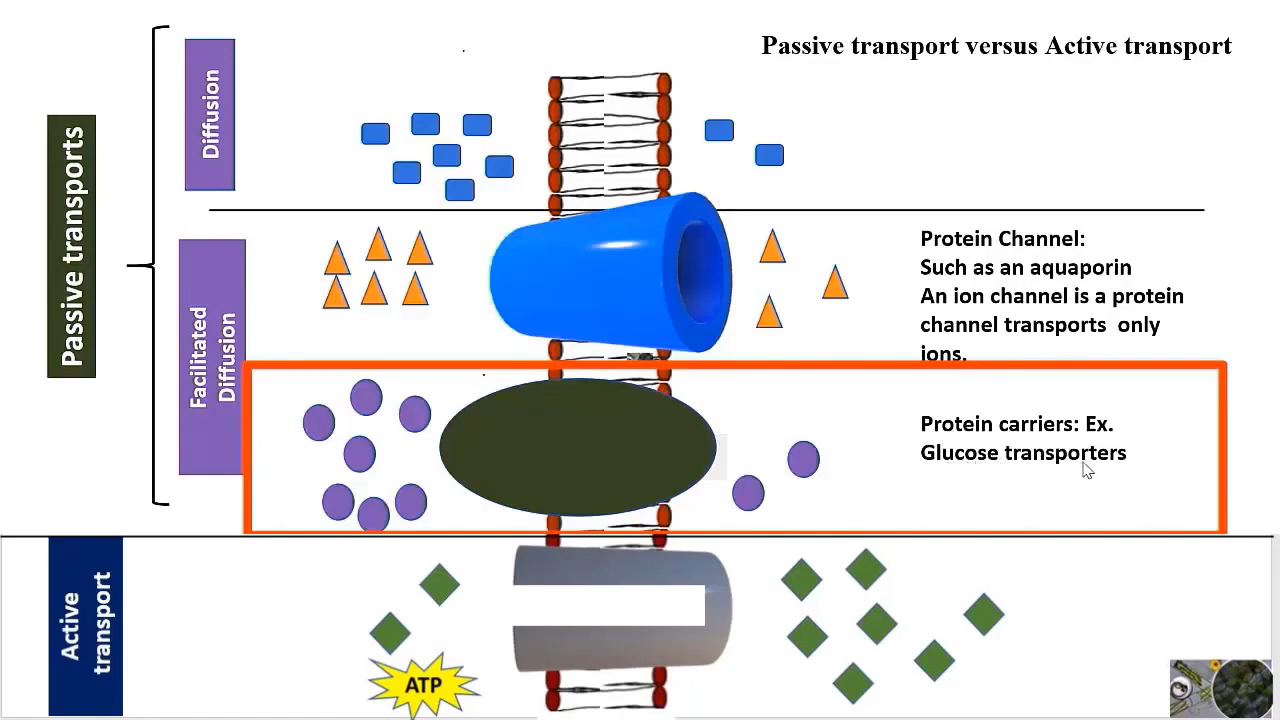 Passive transport versus Active transport
Passive transports
Diffusion
Facilitated
Diffusion
Protein Channel:
Such as an aquaporin
An ion channel is a protein
channel transports only
ions.
Protein carriers: Ex.
Glucose transporters
Active
transport
ATP